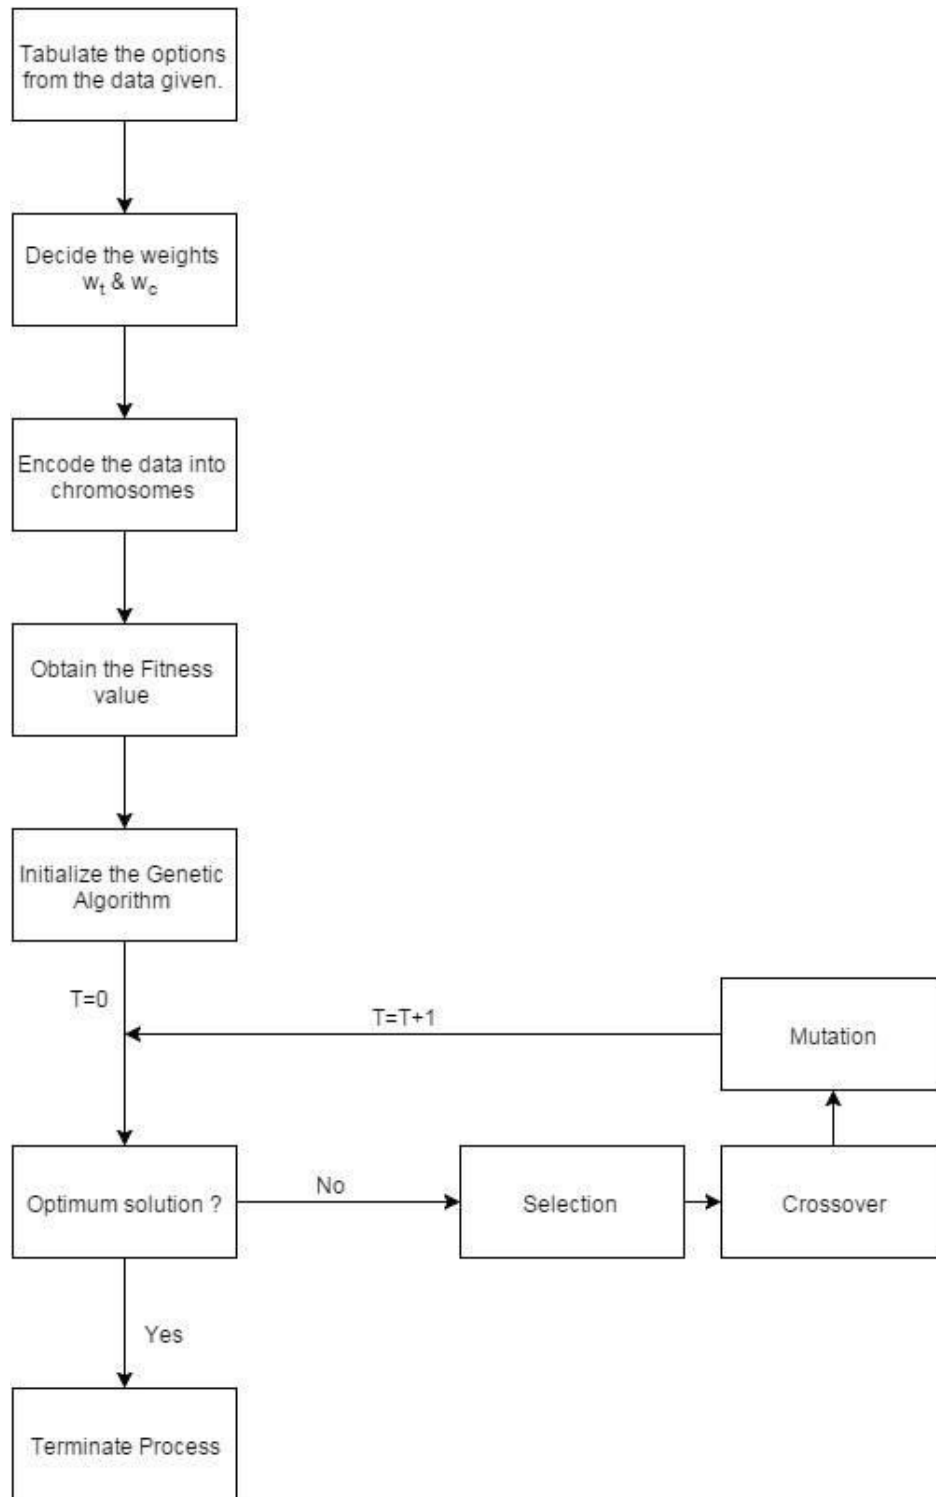 Tabulate the options
from the data given.
Decide the weights
wₜ & w_c
Encode the data into
chromosomes
Obtain the Fitness
value
Initialize the Genetic
Algorithm
T=0
T=T+1
Mutation
Optimum solution ?
No
Selection
Crossover
Yes
Terminate Process